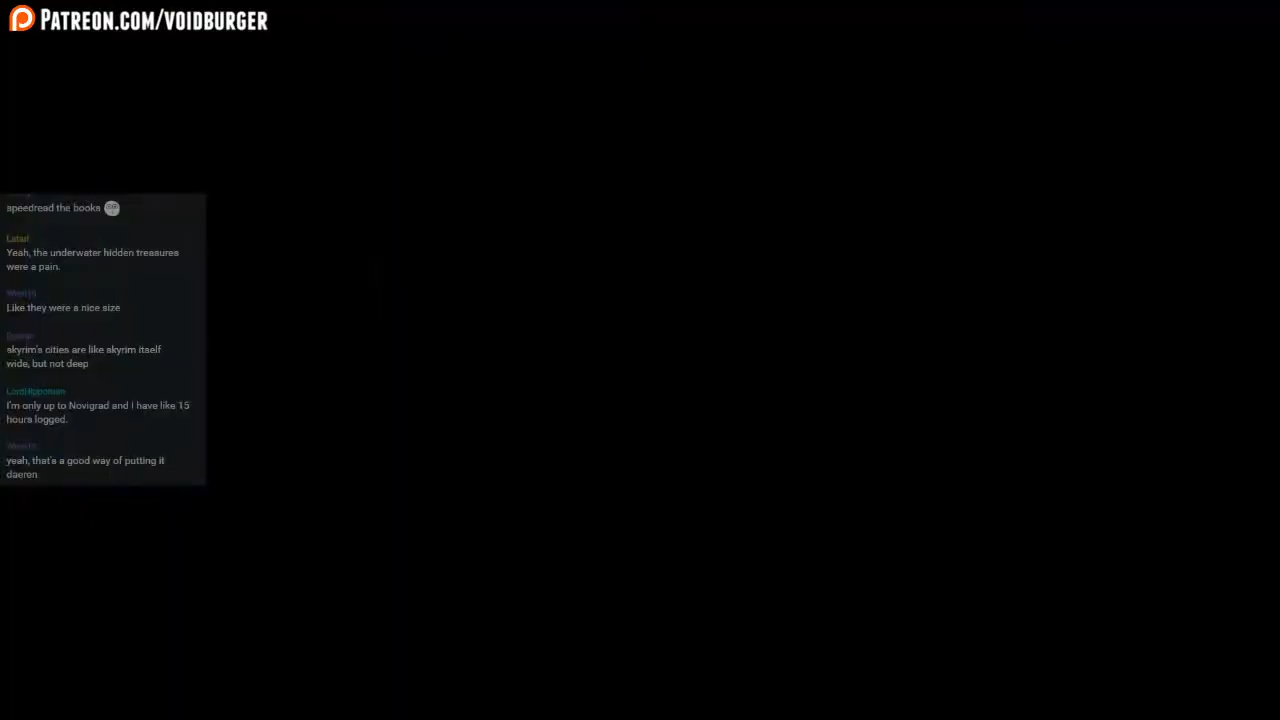 PATREON.COM/VOIDBURGER
speedread the books
Yeah, the underwater hidden treasures
were a pain.
Like they were a nice size
skyrim's cities are like skyrim itself
wide, but not deep
I'm only up to Novigrad and I have like 15
hours logged.
yeah, that's a good way of putting it
daeren